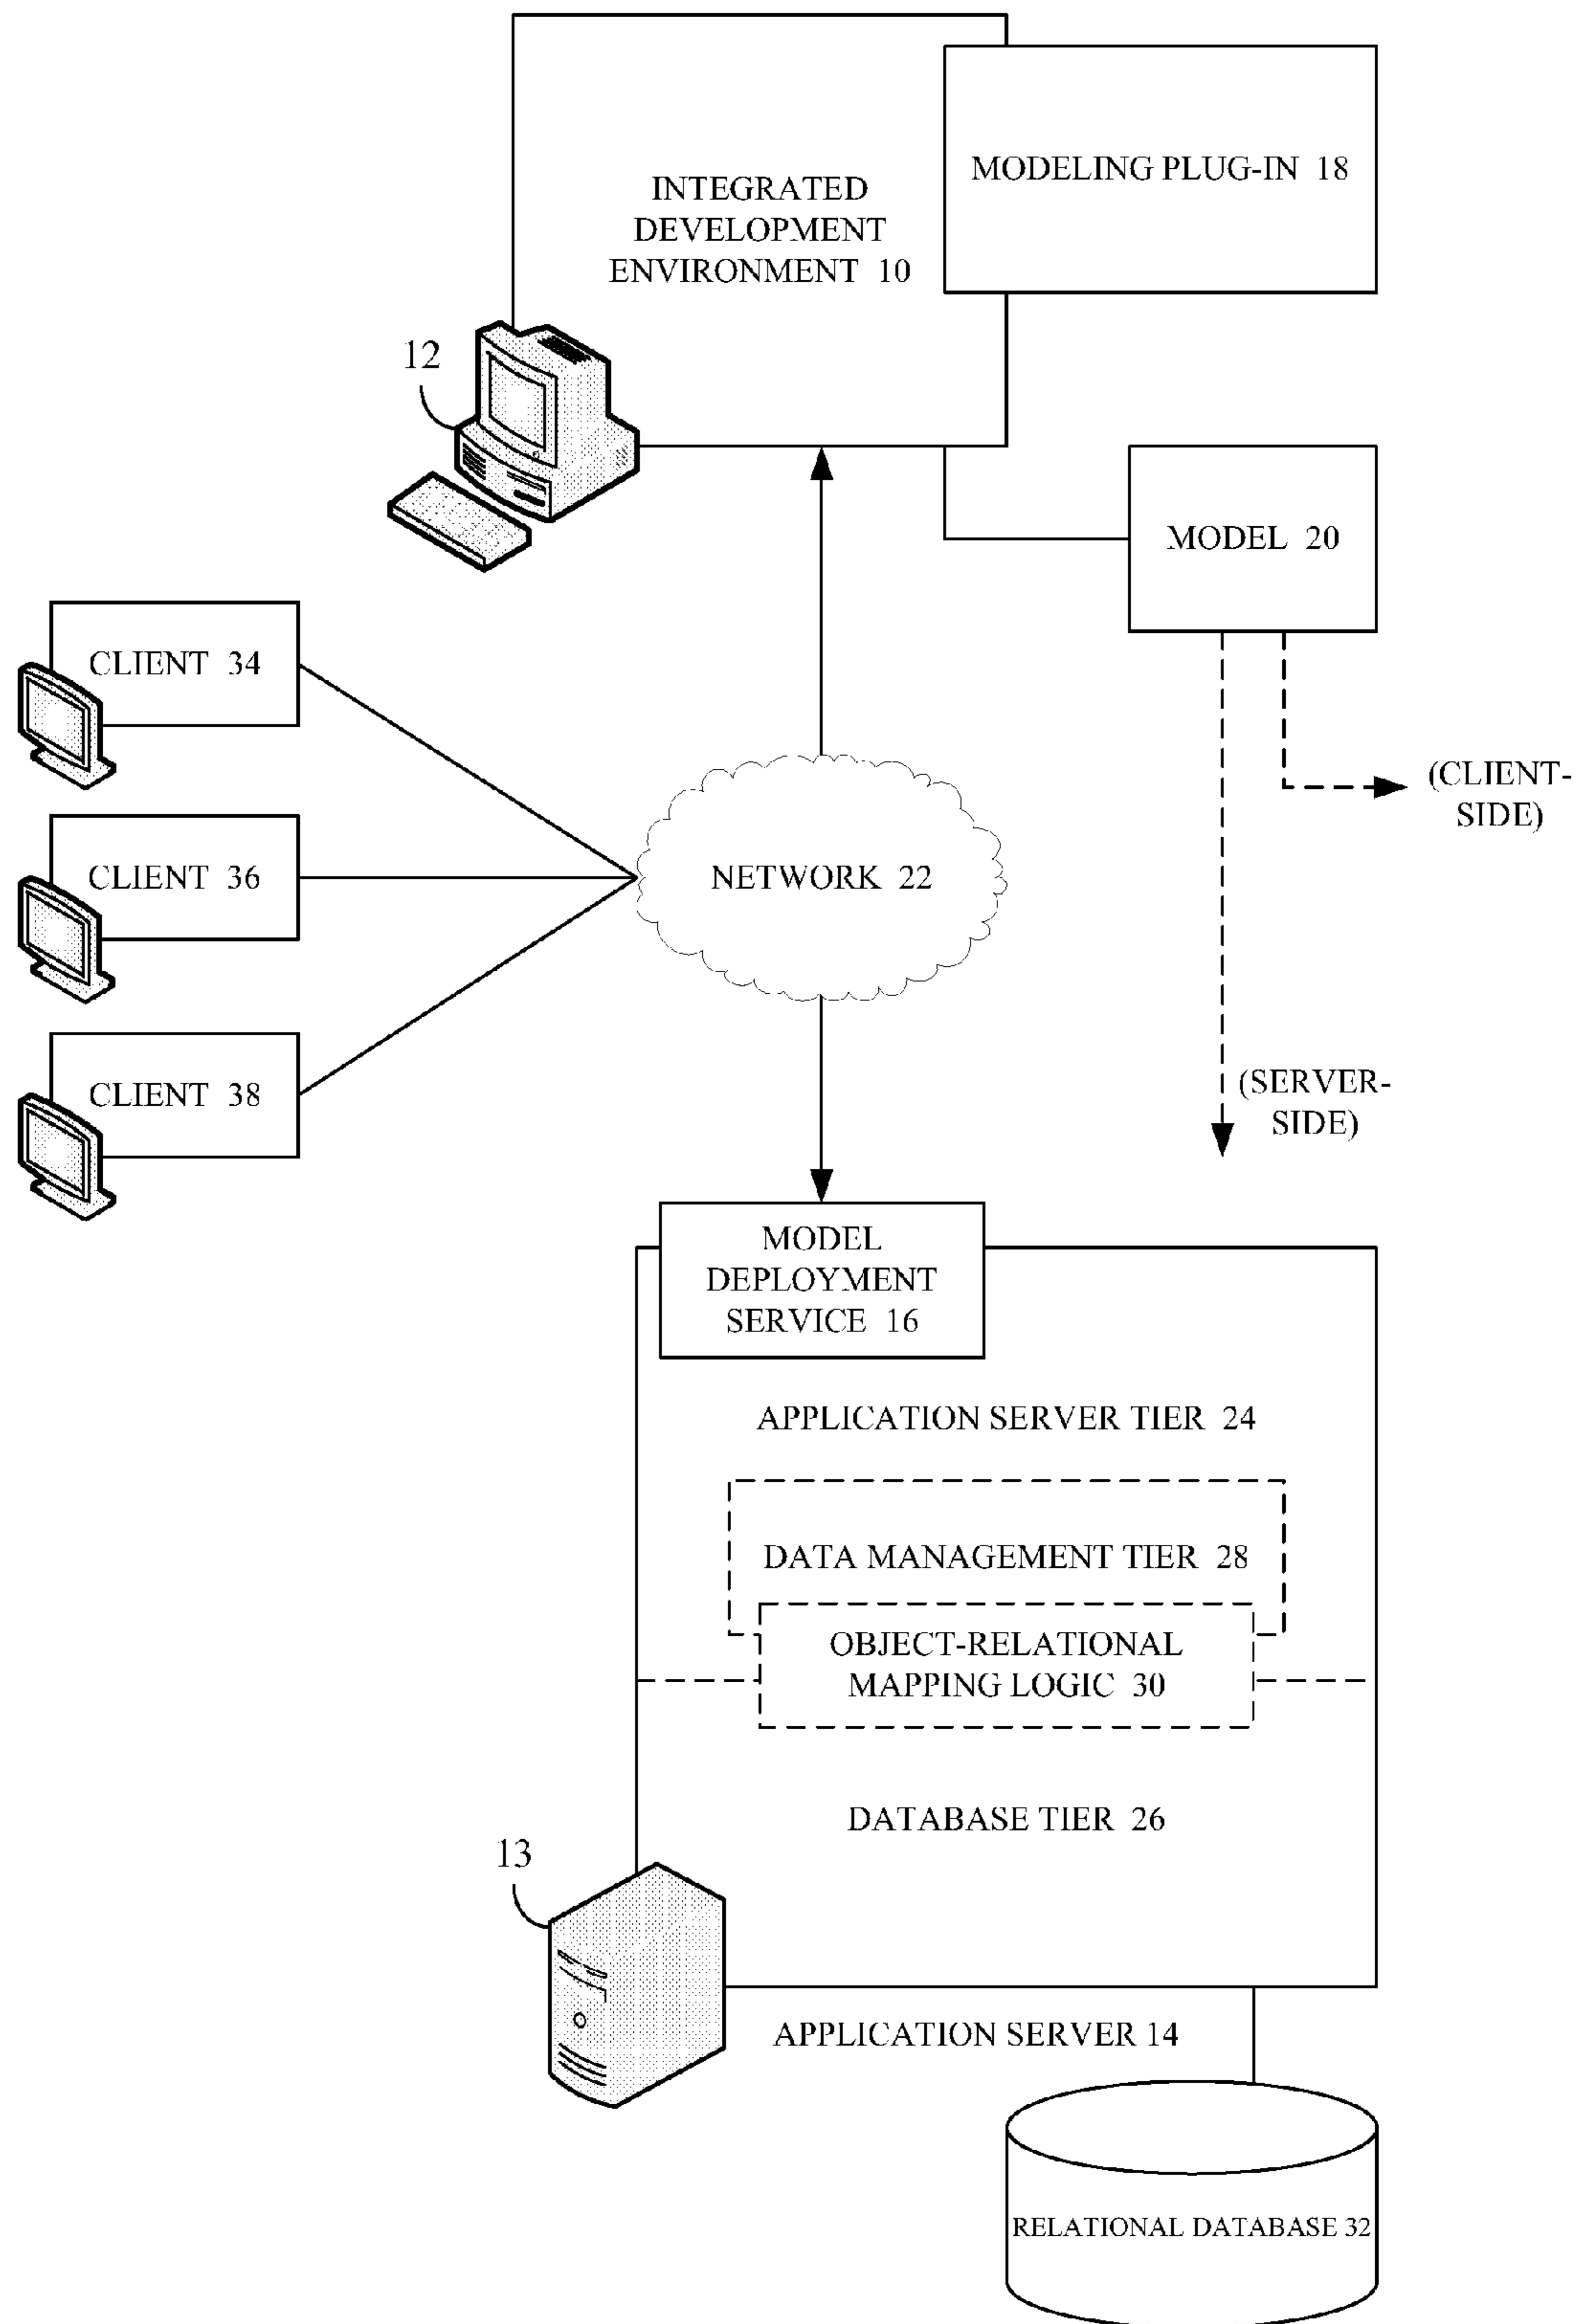 MODELING PLUG-IN 18
INTEGRATED
DEVELOPMENT
ENVIRONMENT 10
12
MODEL 20
CLIENT 34
(CLIENT-
SIDE)
CLIENT 36
NETWORK 22
CLIENT 38
(SERVER-
SIDE)
MODEL
DEPLOYMENT
SERVICE 16
APPLICATION SERVER TIER 24
DATA MANAGEMENT TIER 28
OBJECT-RELATIONAL
MAPPING LOGIC 30
DATABASE TIER 26
13
APPLICATION SERVER 14
RELATIONAL DATABASE 32